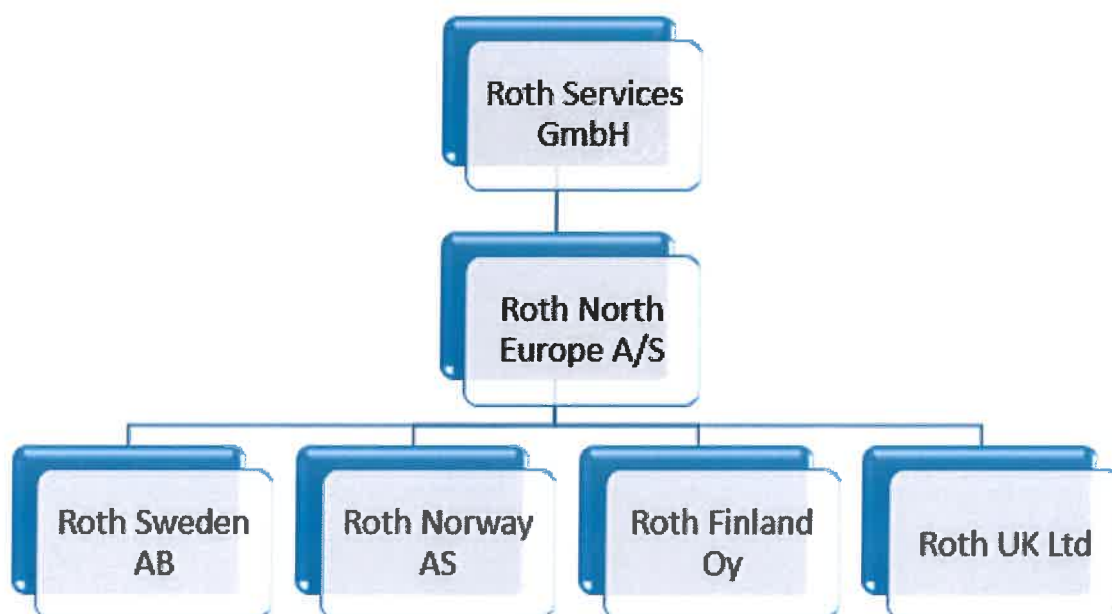 Roth Services
GmbH
Roth North
Europe A/S
Roth Sweden
AB
Roth Norway
AS
Roth Finland
Oy
Roth UK Ltd